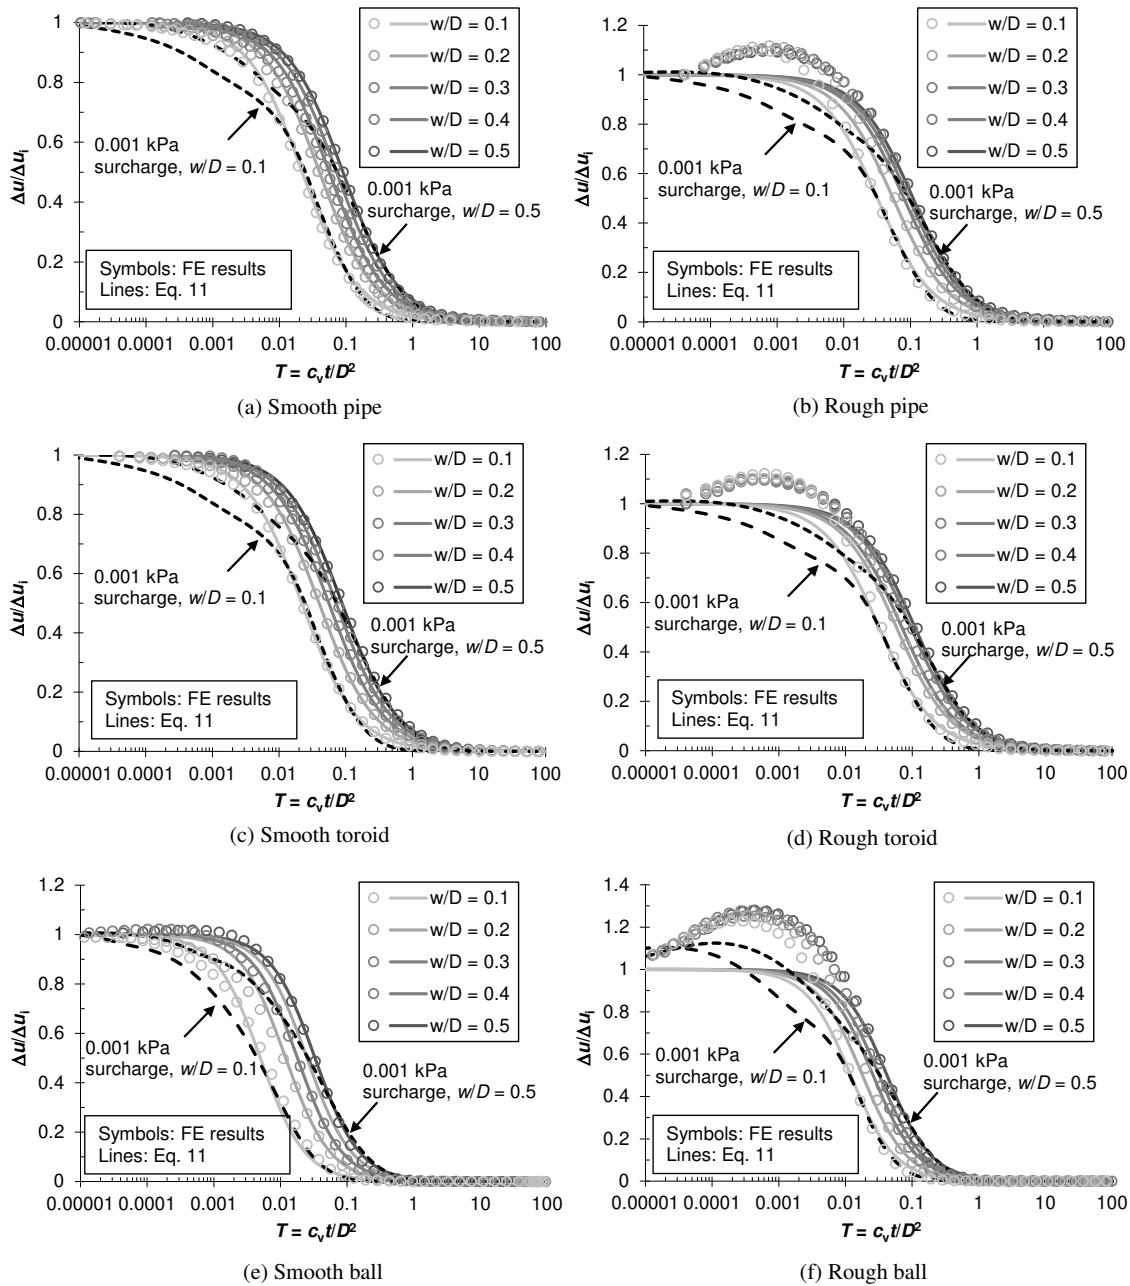 1
0.8
0.6
0.4
0.2
0
Δu/Δuᵢ
0.00001 0.0001 0.001 0.01 0.1 1 10 100
T = cᵥt/D²
w/D = 0.1
w/D = 0.2
w/D = 0.3
w/D = 0.4
w/D = 0.5
0.001 kPa
surcharge, w/D = 0.1
0.001 kPa
surcharge, w/D = 0.5
Symbols: FE results
Lines: Eq. 11
(a) Smooth pipe
1.2
1
0.8
0.6
0.4
0.2
0
Δu/Δuᵢ
0.00001 0.0001 0.001 0.01 0.1 1 10 100
T = cᵥt/D²
w/D = 0.1
w/D = 0.2
w/D = 0.3
w/D = 0.4
w/D = 0.5
0.001 kPa
surcharge, w/D = 0.1
0.001 kPa
surcharge, w/D = 0.5
Symbols: FE results
Lines: Eq. 11
(b) Rough pipe
1
0.8
0.6
0.4
0.2
0
Δu/Δuᵢ
0.00001 0.0001 0.001 0.01 0.1 1 10 100
T = cᵥt/D²
w/D = 0.1
w/D = 0.2
w/D = 0.3
w/D = 0.4
w/D = 0.5
0.001 kPa
surcharge, w/D = 0.1
0.001 kPa
surcharge, w/D = 0.5
Symbols: FE results
Lines: Eq. 11
(c) Smooth toroid
1.2
1
0.8
0.6
0.4
0.2
0
Δu/Δuᵢ
0.00001 0.0001 0.001 0.01 0.1 1 10 100
T = cᵥt/D²
w/D = 0.1
w/D = 0.2
w/D = 0.3
w/D = 0.4
w/D = 0.5
0.001 kPa
surcharge, w/D = 0.1
0.001 kPa
surcharge, w/D = 0.5
Symbols: FE results
Lines: Eq. 11
(d) Rough toroid
1.2
1
0.8
0.6
0.4
0.2
0
Δu/Δuᵢ
0.00001 0.0001 0.001 0.01 0.1 1 10 100
T = cᵥt/D²
w/D = 0.1
w/D = 0.2
w/D = 0.3
w/D = 0.4
w/D = 0.5
0.001 kPa
surcharge, w/D = 0.1
0.001 kPa
surcharge, w/D = 0.5
Symbols: FE results
Lines: Eq. 11
(e) Smooth ball
1.4
1.2
1
0.8
0.6
0.4
0.2
0
Δu/Δuᵢ
0.00001 0.0001 0.001 0.01 0.1 1 10 100
T = cᵥt/D²
w/D = 0.1
w/D = 0.2
w/D = 0.3
w/D = 0.4
w/D = 0.5
0.001 kPa
surcharge, w/D = 0.1
0.001 kPa
surcharge, w/D = 0.5
Symbols: FE results
Lines: Eq. 11
(f) Rough ball